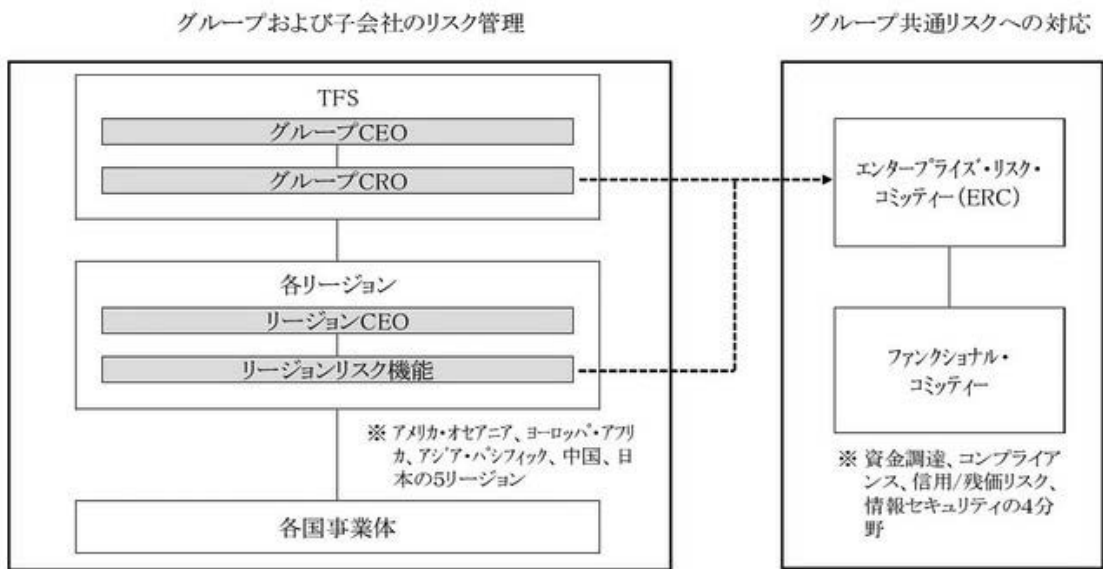 グループおよび子会社のリスク管理
TFS
グループCEO
グループCRO
各リージョン
リージョンCEO
リージョンリスク機能
※ アメリカ・オセアニア、ヨーロッパ・アフリ
カ、アジア・パシフィック、中国、日
本の5リージョン
各国事業体
グループ共通リスクへの対応
エンタープライズ・リスク・
コミッティー(ERC)
ファンクショナル・
コミッティー
※ 資金調達、コンプライア
ンス、信用/残価リスク、
情報セキュリティの4分
野